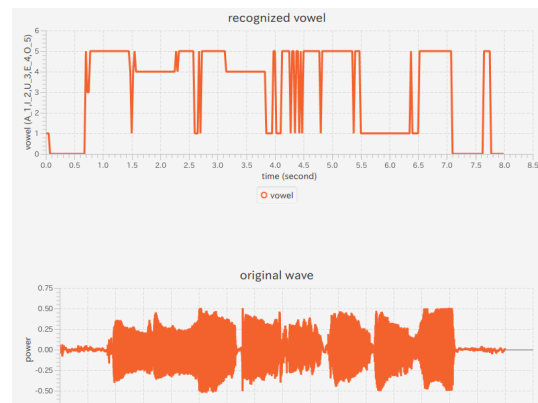 recognized vowel
vowel (A_1,I_2,U_3,E_4,O_5)
6
5
4
3
2
1
0
0.0 0.5 1.0 1.5 2.0 2.5 3.0 3.5 4.0 4.5 5.0 5.5 6.0 6.5 7.0 7.5 8.0 8.5
time (second)
vowel
original wave
power
0.75
0.50
0.25
0.00
-0.25
-0.50